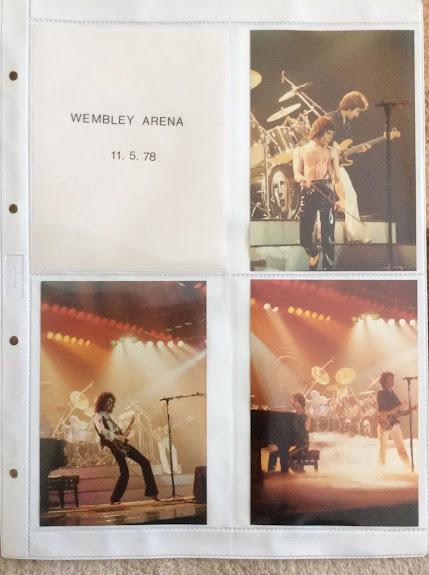 WEMBLEY ARENA
11. 5. 78